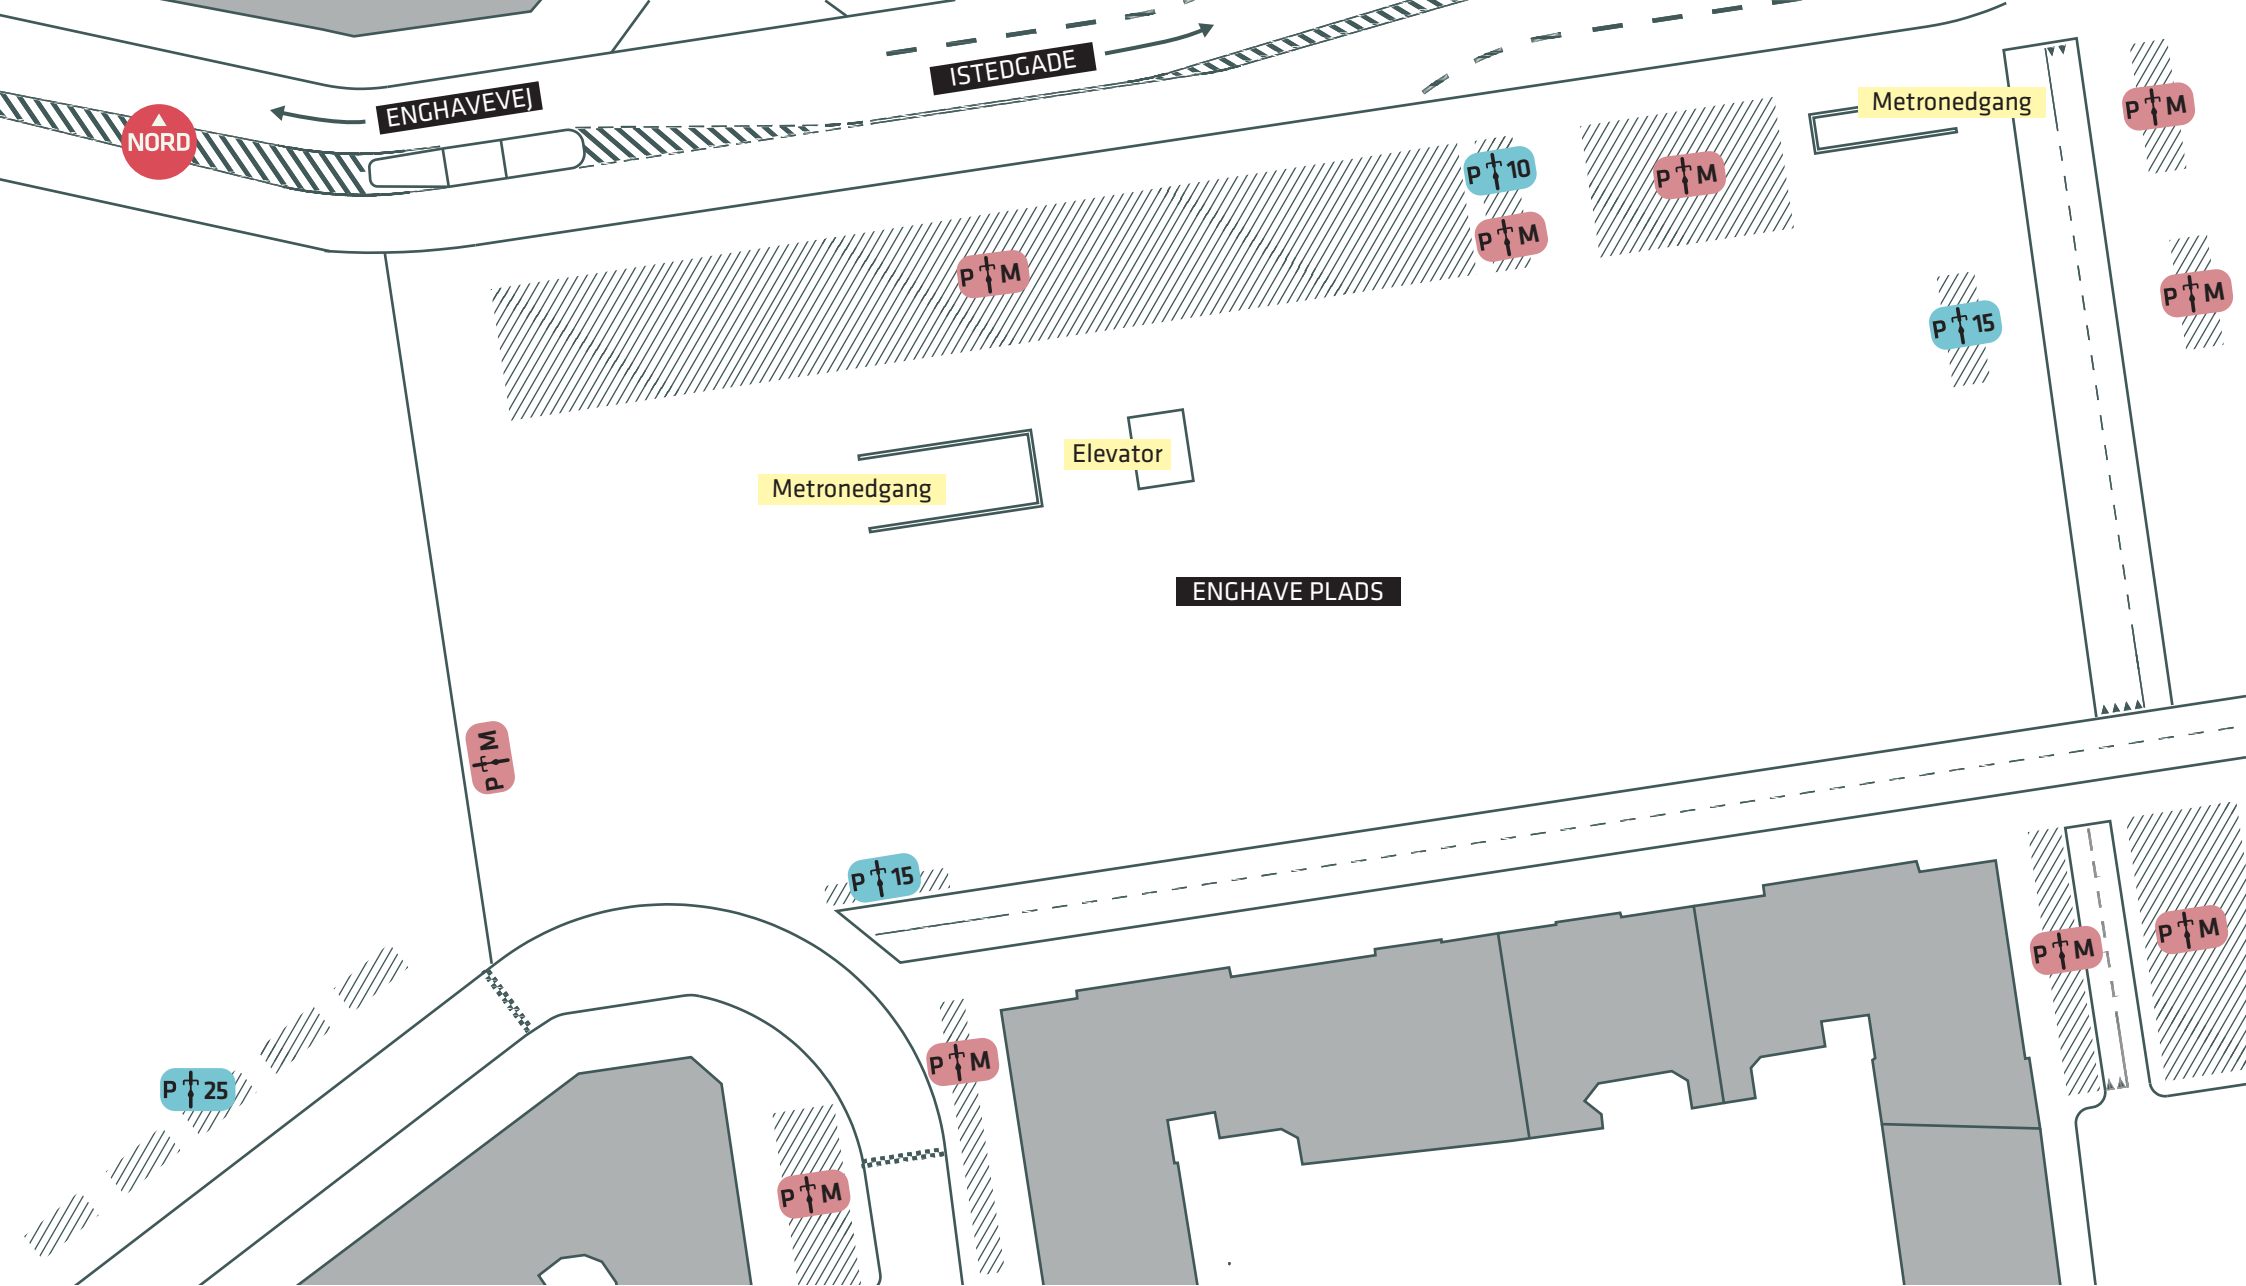 ISTEDGADE
ENGHAVEVEJ
NORD
Metronedgang
P M
P 10
P M
P M
P M
P M
P M
P 15
Elevator
Metronedgang
ENGHAVE PLADS
P M
P 15
P M
P M
P M
P 25
P M